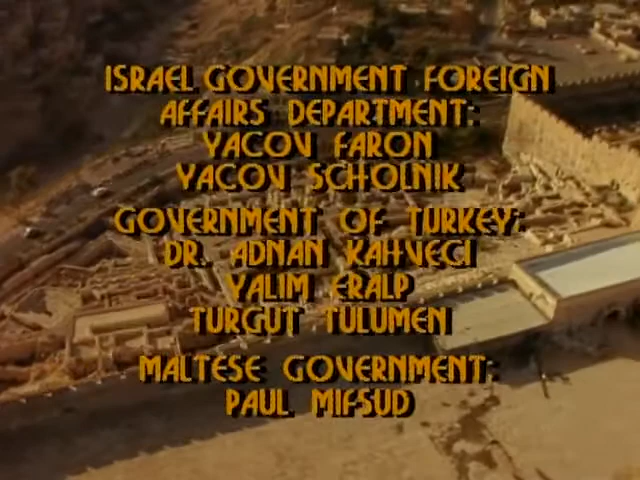 ISRAEL GOVERNMENT FOREIGN
AFFAIRS DEPARTMENT:
YACOV FARON
YACOV SCHOLNIK
GOVERNMENT OF TURKEY:
DR. ADNAN KAHVECI
YALIM ERALP
TURGUT TULUMEN
MALTESE GOVERNMENT:
PAUL MIFSUD